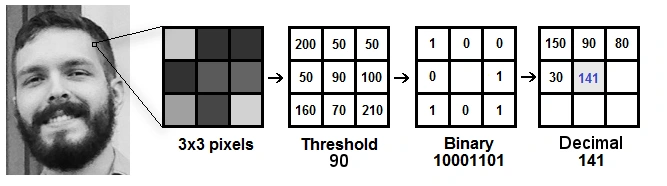 200 50 50
50 90 100
160 70 210
1 0 0
0 1
1 0 1
150 90 80
30 141
3x3 pixels
Threshold
90
Binary
10001101
Decimal
141